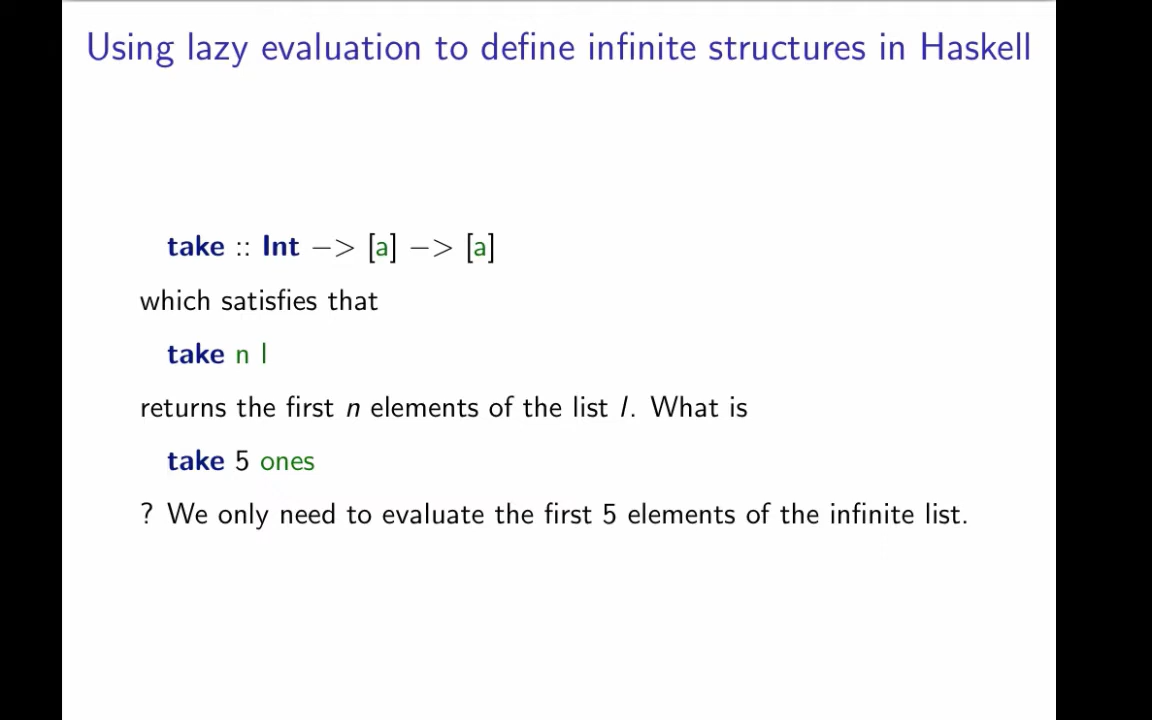 Using lazy evaluation to define infinite structures in Haskell
take :: Int −> [a] −> [a]
which satisfies that
take n l
returns the first n elements of the list l. What is
take 5 ones
? We only need to evaluate the first 5 elements of the infinite list.